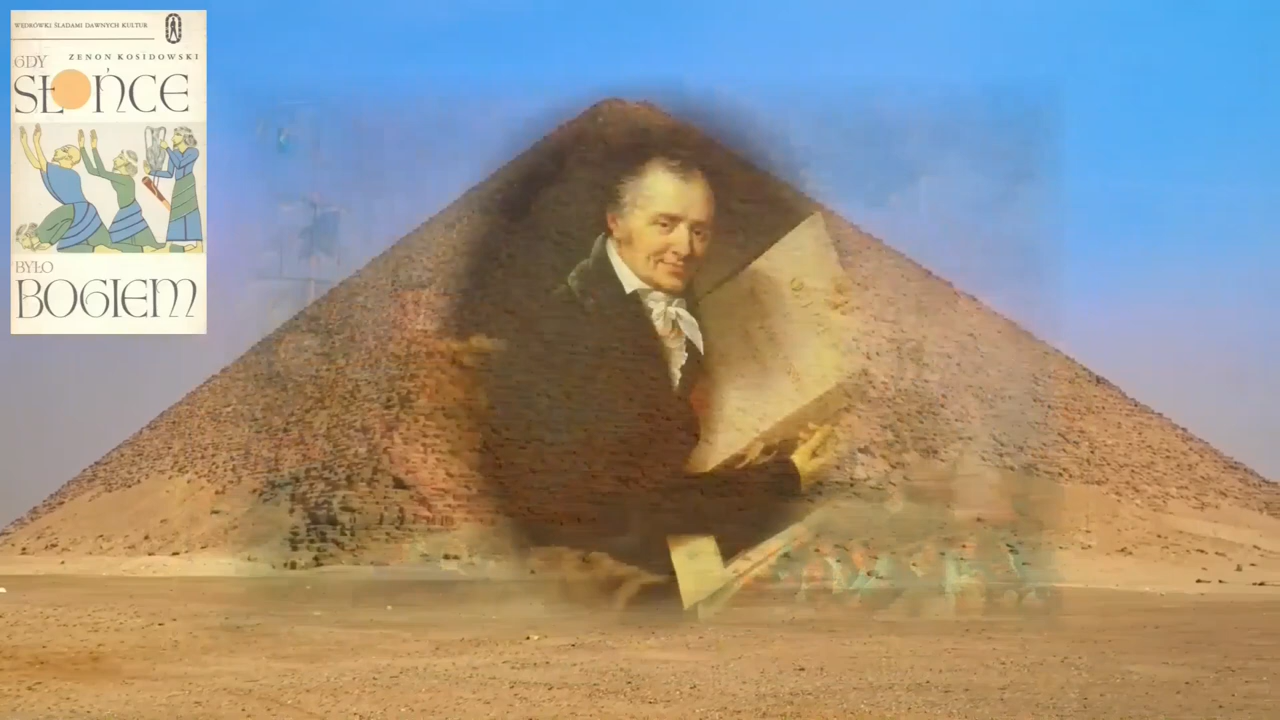 WĘDRÓWKI ŚLADAMI DAWNYCH KULTUR
ZENON KOSIDOWSKI
GDY
SŁOŃCE
BYŁO
BOGIEM